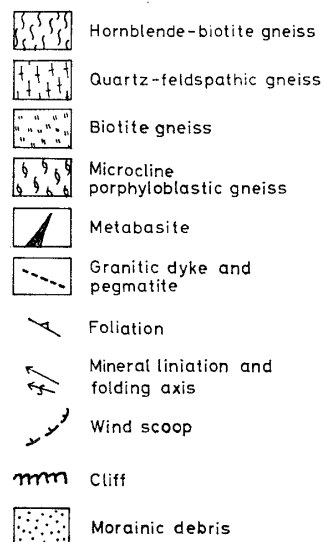 Hornblende-biotite gneiss
Quartz-feldspathic gneiss
Biotite gneiss
Microcline
porphyloblastic gneiss
Metabasite
Granitic dyke and
pegmatite
Foliation
Mineral liniation and
folding axis
Wind scoop
Cliff
Morainic debris